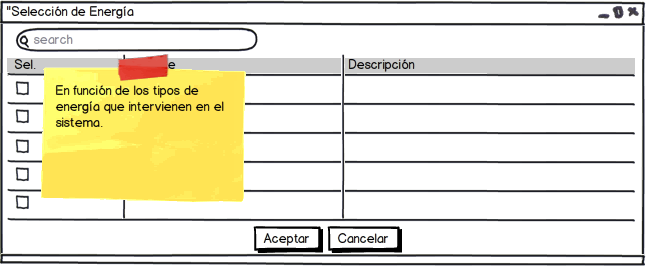 "Selección de Energía
search
Sel.
Descripción
En función de los tipos de
energía que intervienen en el
sistema.
Aceptar
Cancelar